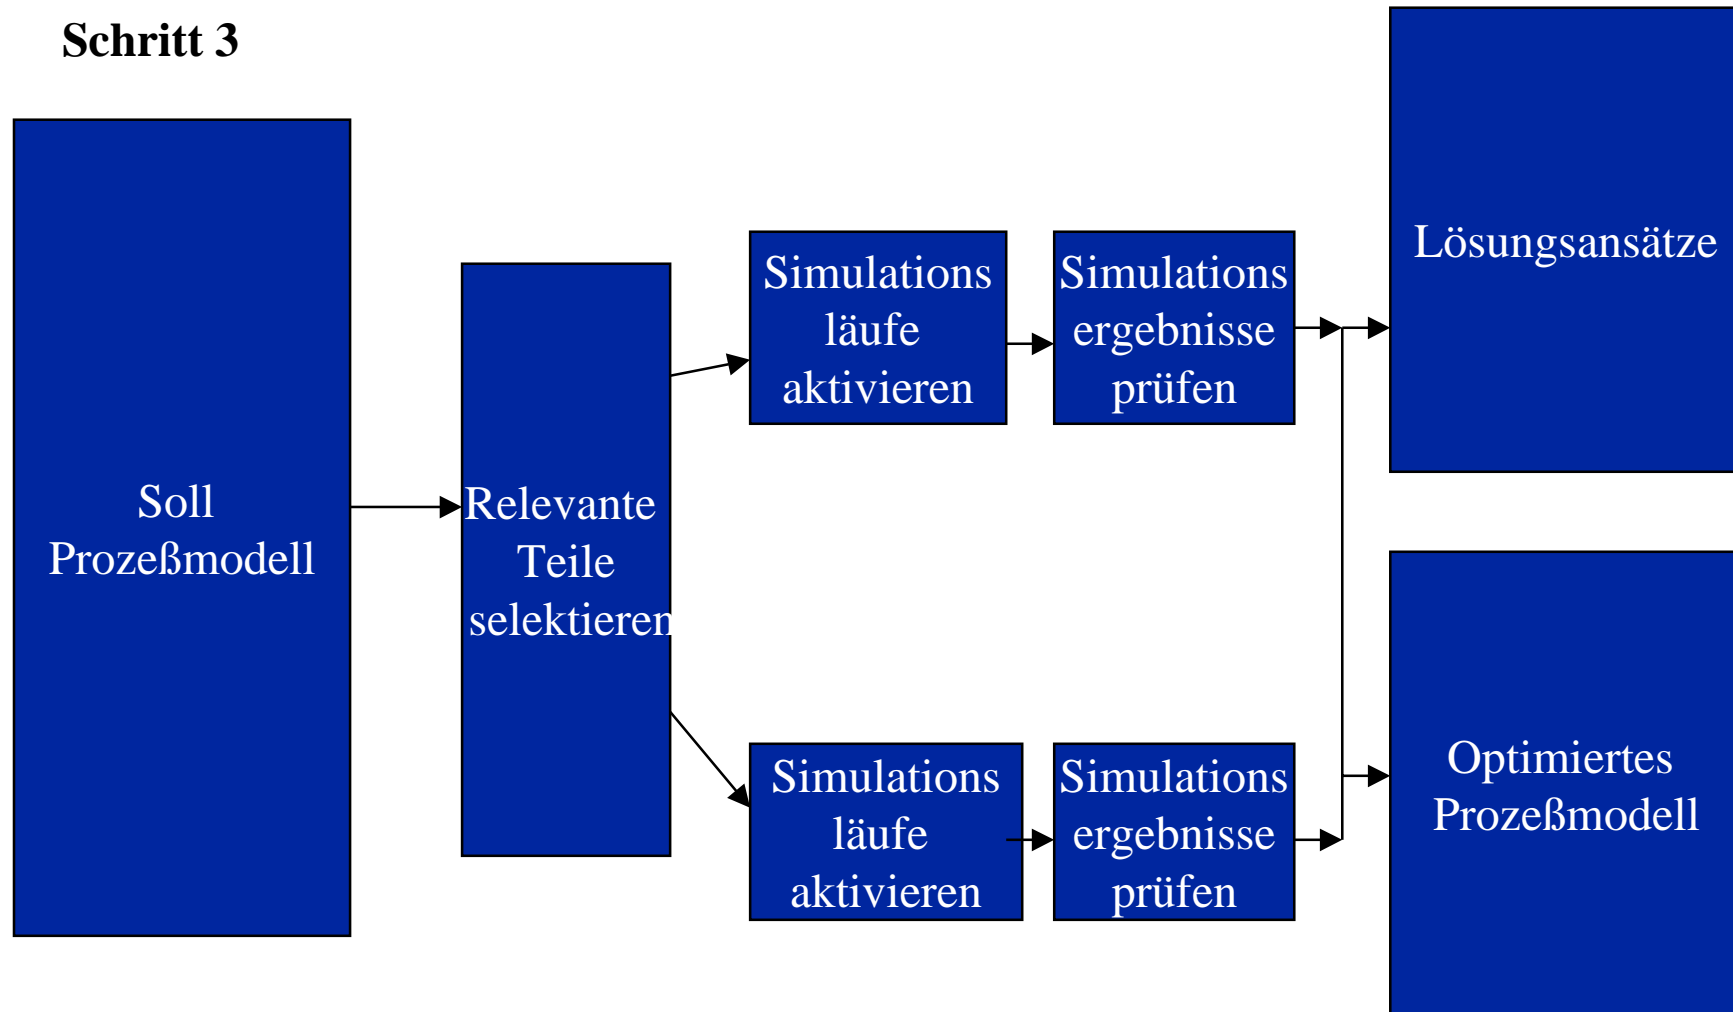 Schritt 3
Soll
Prozeßmodell
Relevante
Teile
selektieren
Simulations
läufe
aktivieren
Simulations
ergebnisse
prüfen
Lösungsansätze
Simulations
läufe
aktivieren
Simulations
ergebnisse
prüfen
Optimiertes
Prozeßmodell